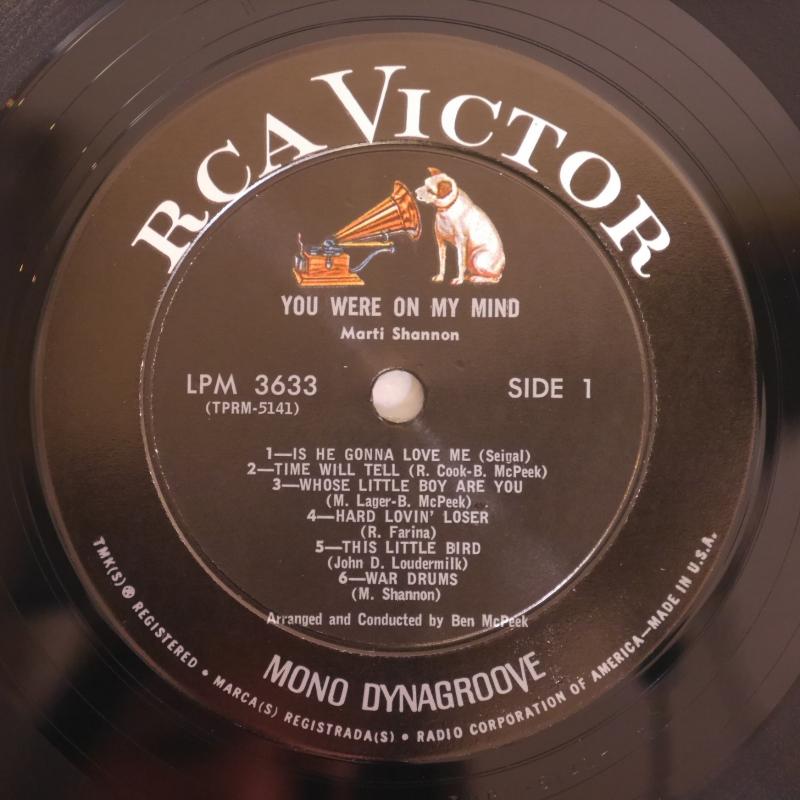 RCA VICTOR
YOU WERE ON MY MIND
Marti Shannon
LPM 3633
(TPRM-5141)
SIDE 1
1—IS HE GONNA LOVE ME (Seigal)
2—TIME WILL TELL (R. Cook-B. McPeek)
3—WHOSE LITTLE BOY ARE YOU
(M. Lager-B. McPeek)
4—HARD LOVIN' LOSER
(R. Farina)
5—THIS LITTLE BIRD
(John D. Loudermilk)
6—WAR DRUMS
(M. Shannon)
Arranged and Conducted by Ben McPeek
MONO DYNAGROOVE
TMK(S) ® REGISTERED • MARCA(S) REGISTRADA(S) • RADIO CORPORATION OF AMERICA—MADE IN U.S.A.